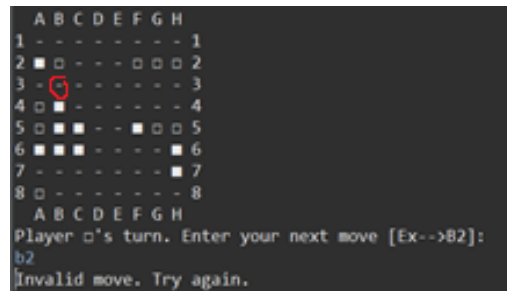 A B C D E F G H
1 - - - - - - - - 1
2 ■ □ - - - □ □ □ 2
3 - - - - - - - - 3
4 □ ■ - - - - - - 4
5 □ ■ ■ - - ■ □ □ 5
6 ■ ■ ■ - - - - ■ 6
7 - - - - - - - ■ 7
8 □ - - - - - - - 8
A B C D E F G H
Player □'s turn. Enter your next move [Ex-->B2]:
b2
Invalid move. Try again.